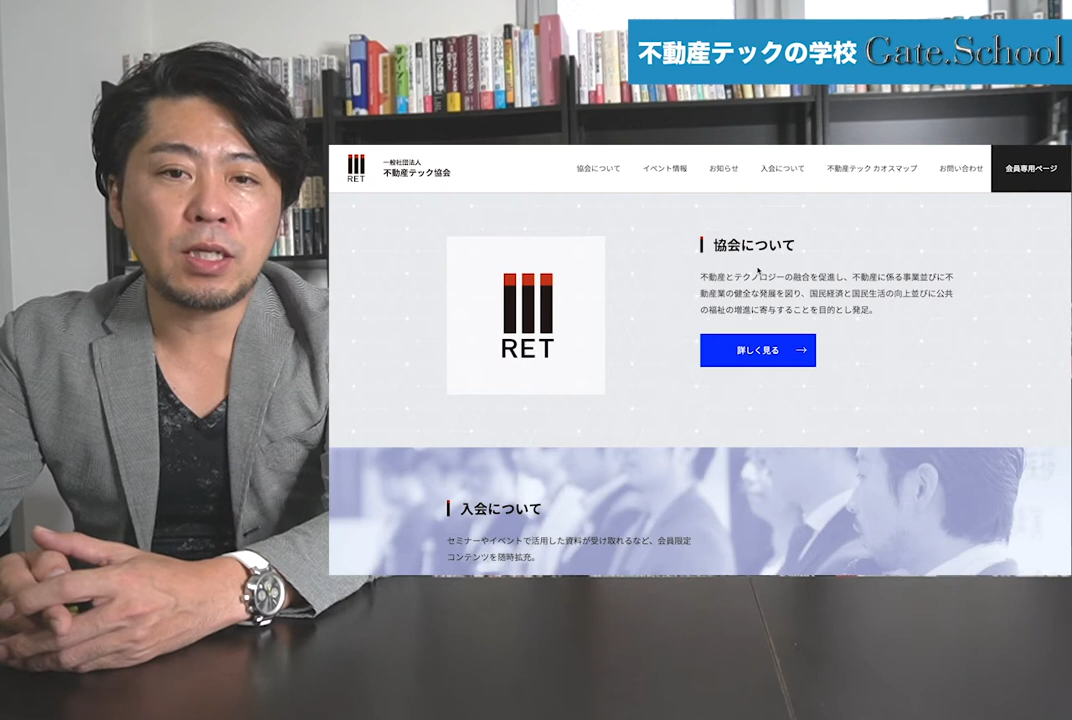 不動産テックの学校 Gate.School
RET
一般社団法人
不動産テック協会
協会について イベント情報 お知らせ 入会について 不動産テック カオスマップ お問い合わせ 会員専用ページ
RET
協会について
不動産とテクノロジーの融合を促進し、不動産に係る事業並びに不
動産業の健全な発展を図り、国民経済と国民生活の向上並びに公共
の福祉の増進に寄与することを目的とし発足。
詳しく見る →
入会について
セミナーやイベントで活用した資料が受け取れるなど、会員限定
コンテンツを随時拡充。